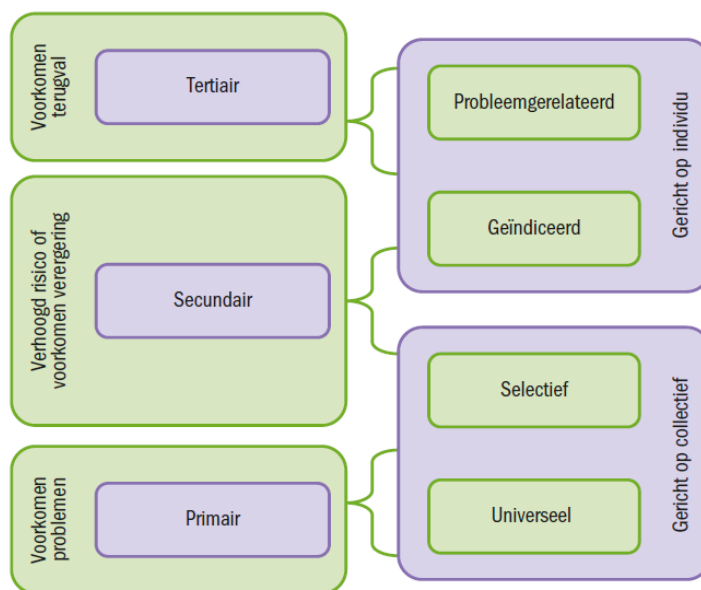 Voorkomen
terugval
Tertiair
Verhoogd risico of
voorkomen verergering
Secundair
Voorkomen
problemen
Primair
Probleemgerelateerd
Geïndiceerd
Gericht op individu
Selectief
Universeel
Gericht op collectief